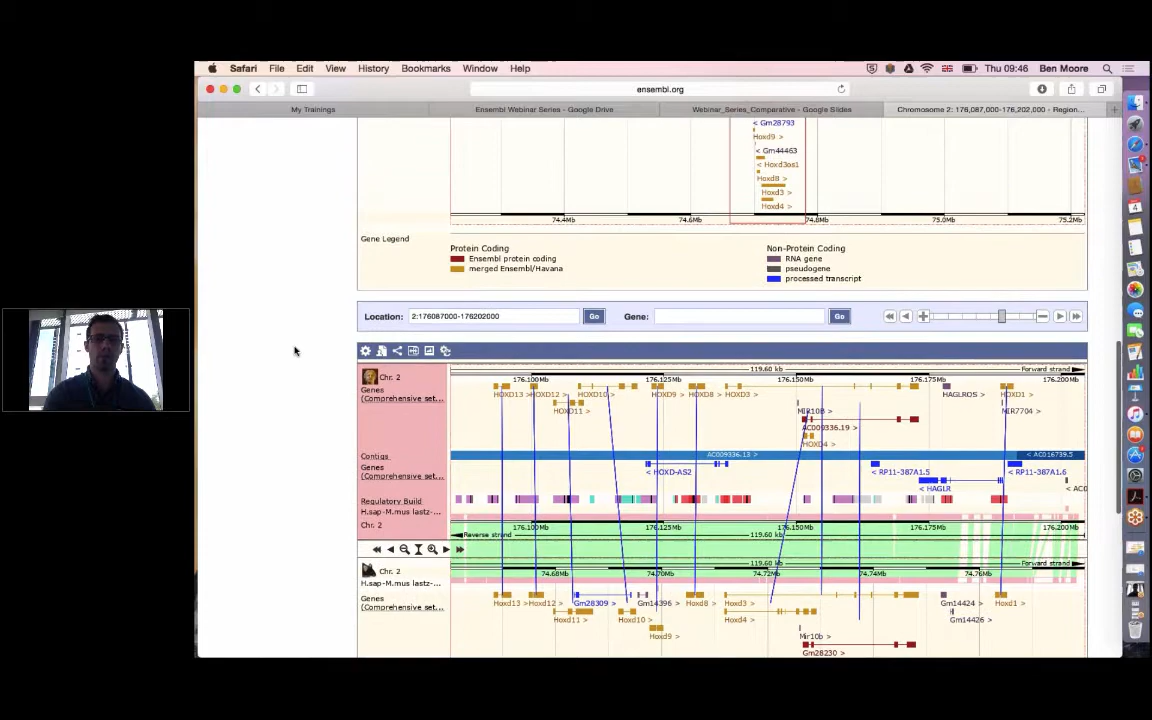 Safari File Edit View History Bookmarks Window Help Thu 09:46 Ben Moore
ensembl.org
My Trainings Ensembl Webinar Series - Google Drive Webinar_Series_Comparative - Google Slides Chromosome 2: 176,087,000-176,202,000 - Region...
< Gm28793
Hoxd9 >
< Gm44463
< Hoxd3os1
Hoxd8 >
Hoxd3 >
Hoxd4 >
74.4Mb 74.6Mb 74.8Mb 75.0Mb 75.2Mb
Gene Legend
Protein Coding Non-Protein Coding
Ensembl protein coding RNA gene
merged Ensembl/Havana pseudogene
processed transcript
Location: 2:176087000-176202000 Go Gene: Go
119.60 kb Forward strand
Chr. 2 176.100Mb 176.125Mb 176.150Mb 176.175Mb 176.200Mb
Genes
(Comprehensive set...
HOXD13 > HOXD12 > HOXD10 > HOXD9 > HOXD8 > HOXD3 > HAGLROS > HOXD1 >
HOXD11 > MIR10B > MIR7704 >
AC009336.19 >
HOXD4 >
Contigs AC009336.13 > < AC016739.5
Genes
(Comprehensive set...
< HOXD-AS2 < RP11-387A1.5 < RP11-387A1.6
< HAGLR < AC0
Regulatory Build
H.sap-M.mus lastz-...
Chr. 2 176.100Mb 176.125Mb 176.150Mb 176.175Mb 176.200Mb
Reverse strand 119.60 kb
119.60 kb Forward strand
Chr. 2 74.68Mb 74.70Mb 74.72Mb 74.74Mb 74.76Mb
H.sap-M.mus lastz-...
Genes
(Comprehensive set...
Hoxd13 > Hoxd12 > Gm28309 > Gm14396 > Hoxd8 > Hoxd3 > Gm14424 > Hoxd1 >
Hoxd11 > Hoxd10 > Hoxd4 > Gm14426 >
Hoxd9 > Mir10b >
Gm28230 >